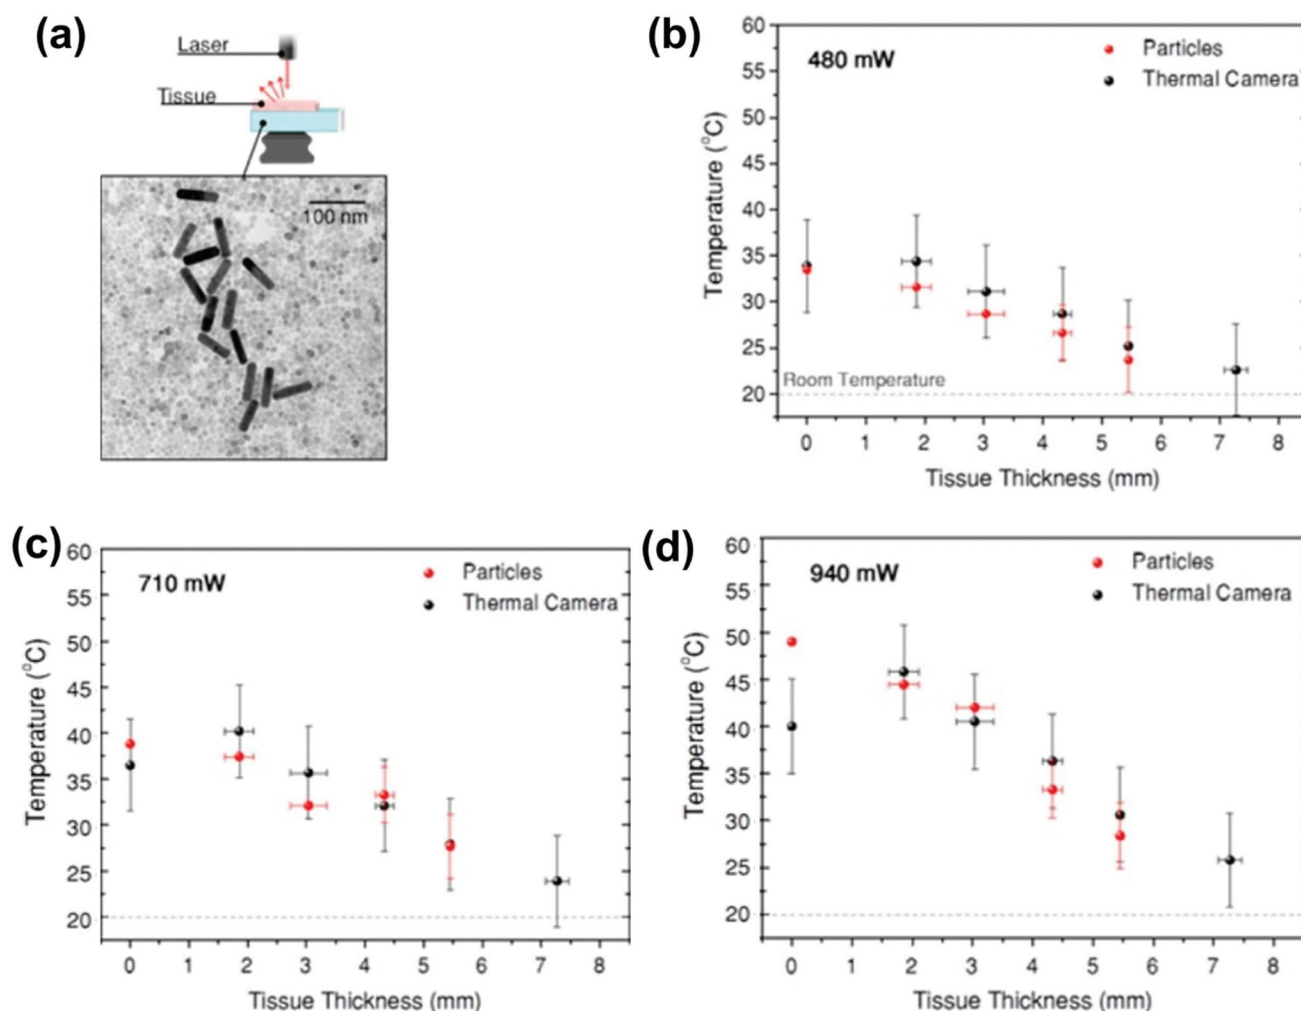 (a)
Laser
Tissue
100 nm
(b)
480 mW
Particles
Thermal Camera
60
55
50
45
40
35
30
25
20
Temperature (°C)
Room Temperature
0 1 2 3 4 5 6 7 8
Tissue Thickness (mm)
(c)
710 mW
Particles
Thermal Camera
60
55
50
45
40
35
30
25
20
Temperature (°C)
0 1 2 3 4 5 6 7 8
Tissue Thickness (mm)
(d)
940 mW
Particles
Thermal Camera
60
55
50
45
40
35
30
25
20
Temperature (°C)
0 1 2 3 4 5 6 7 8
Tissue Thickness (mm)